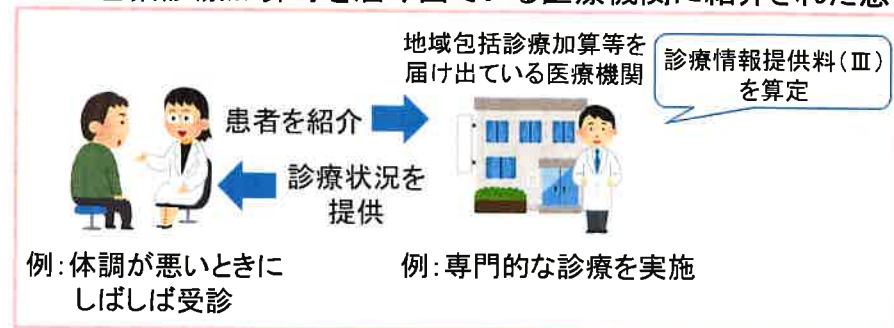 地域包括診療加算等を
届け出ている医療機関
診療情報提供料(Ⅲ)
を算定
患者を紹介
診療状況を
提供
例:体調が悪いときに
しばしば受診
例:専門的な診療を実施